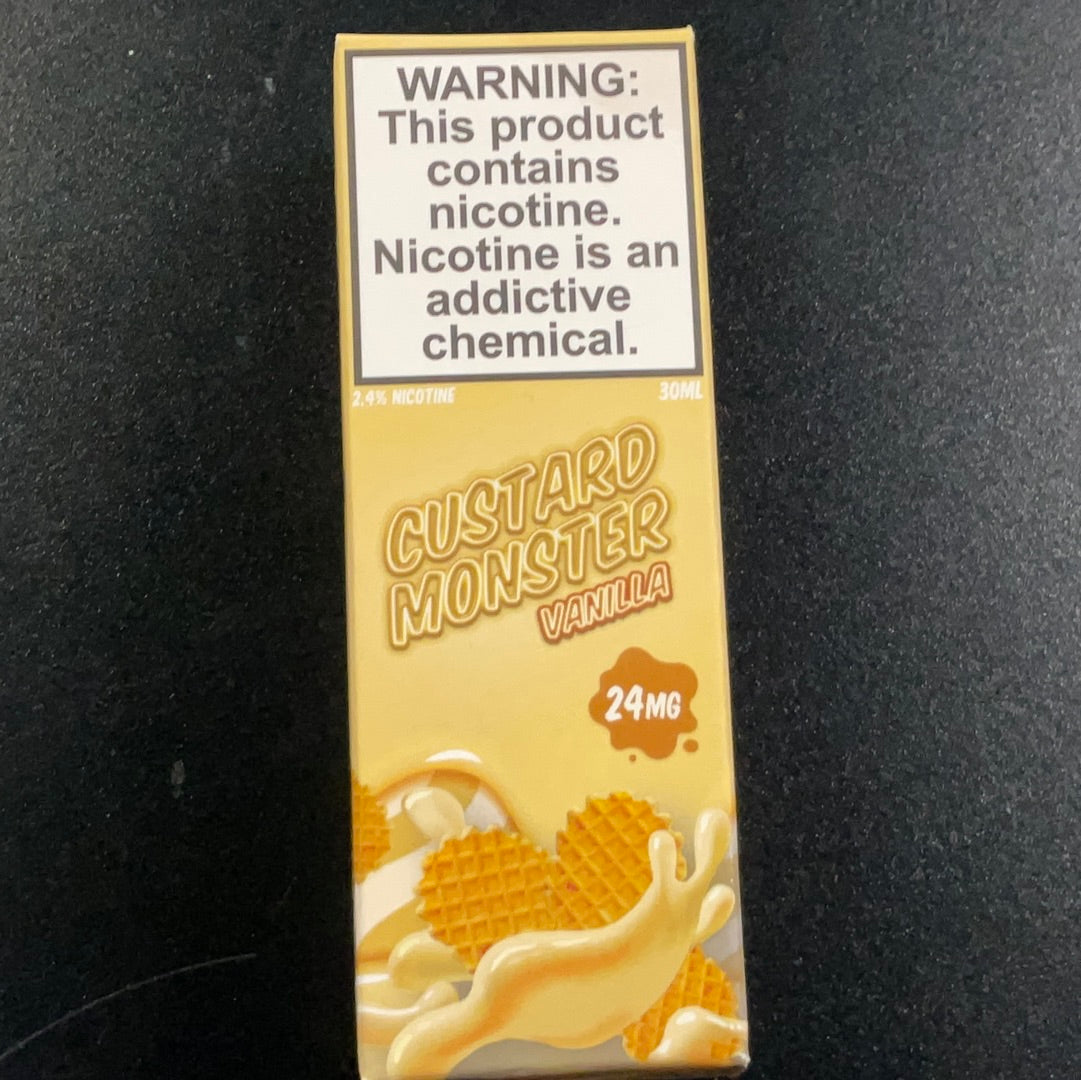 WARNING:
This product
contains
nicotine.
Nicotine is an
addictive
chemical.
2.4% NICOTINE 30ML
CUSTARD
MONSTER
VANILLA
24MG